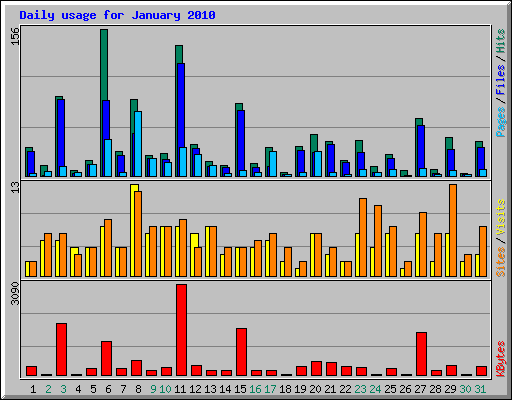 Daily usage for January 2010
156
Pages / Files / Hits
13
Sites / Visits
3090
KBytes
1 2 3 4 5 6 7 8 9 10 11 12 13 14 15 16 17 18 19 20 21 22 23 24 25 26 27 28 29 30 31